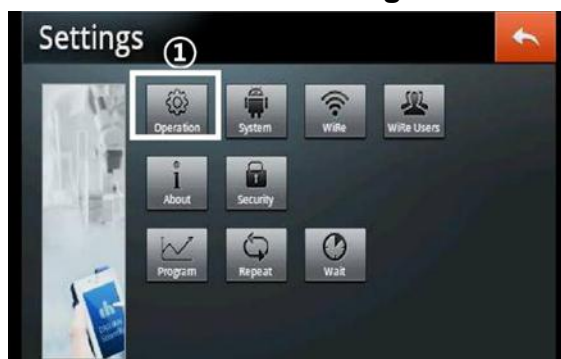 Settings
①
Operation System WiRe WiRe Users
About Security
Program Repeat Wait